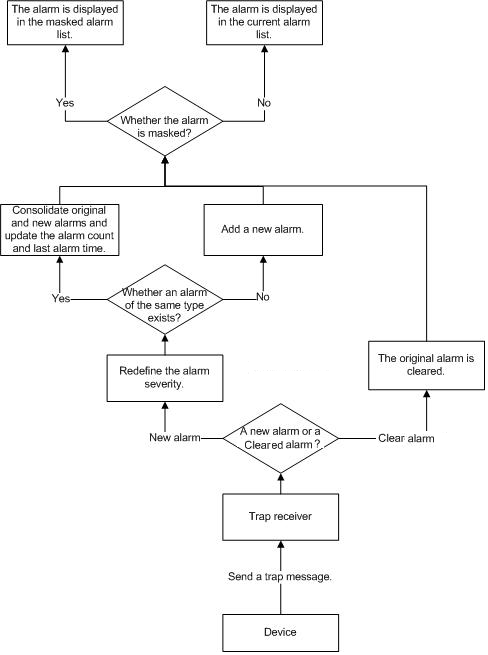 The alarm is displayed
in the masked alarm
list.
The alarm is displayed
in the current alarm
list.
Yes
No
Whether the alarm
is masked?
Consolidate original
and new alarms and
update the alarm count
and last alarm time.
Add a new alarm.
Yes
Whether an alarm
of the same type
exists?
No
Redefine the alarm
severity.
The original alarm is
cleared.
New alarm
A new alarm or a
Cleared alarm?
Clear alarm
Trap receiver
Send a trap message.
Device